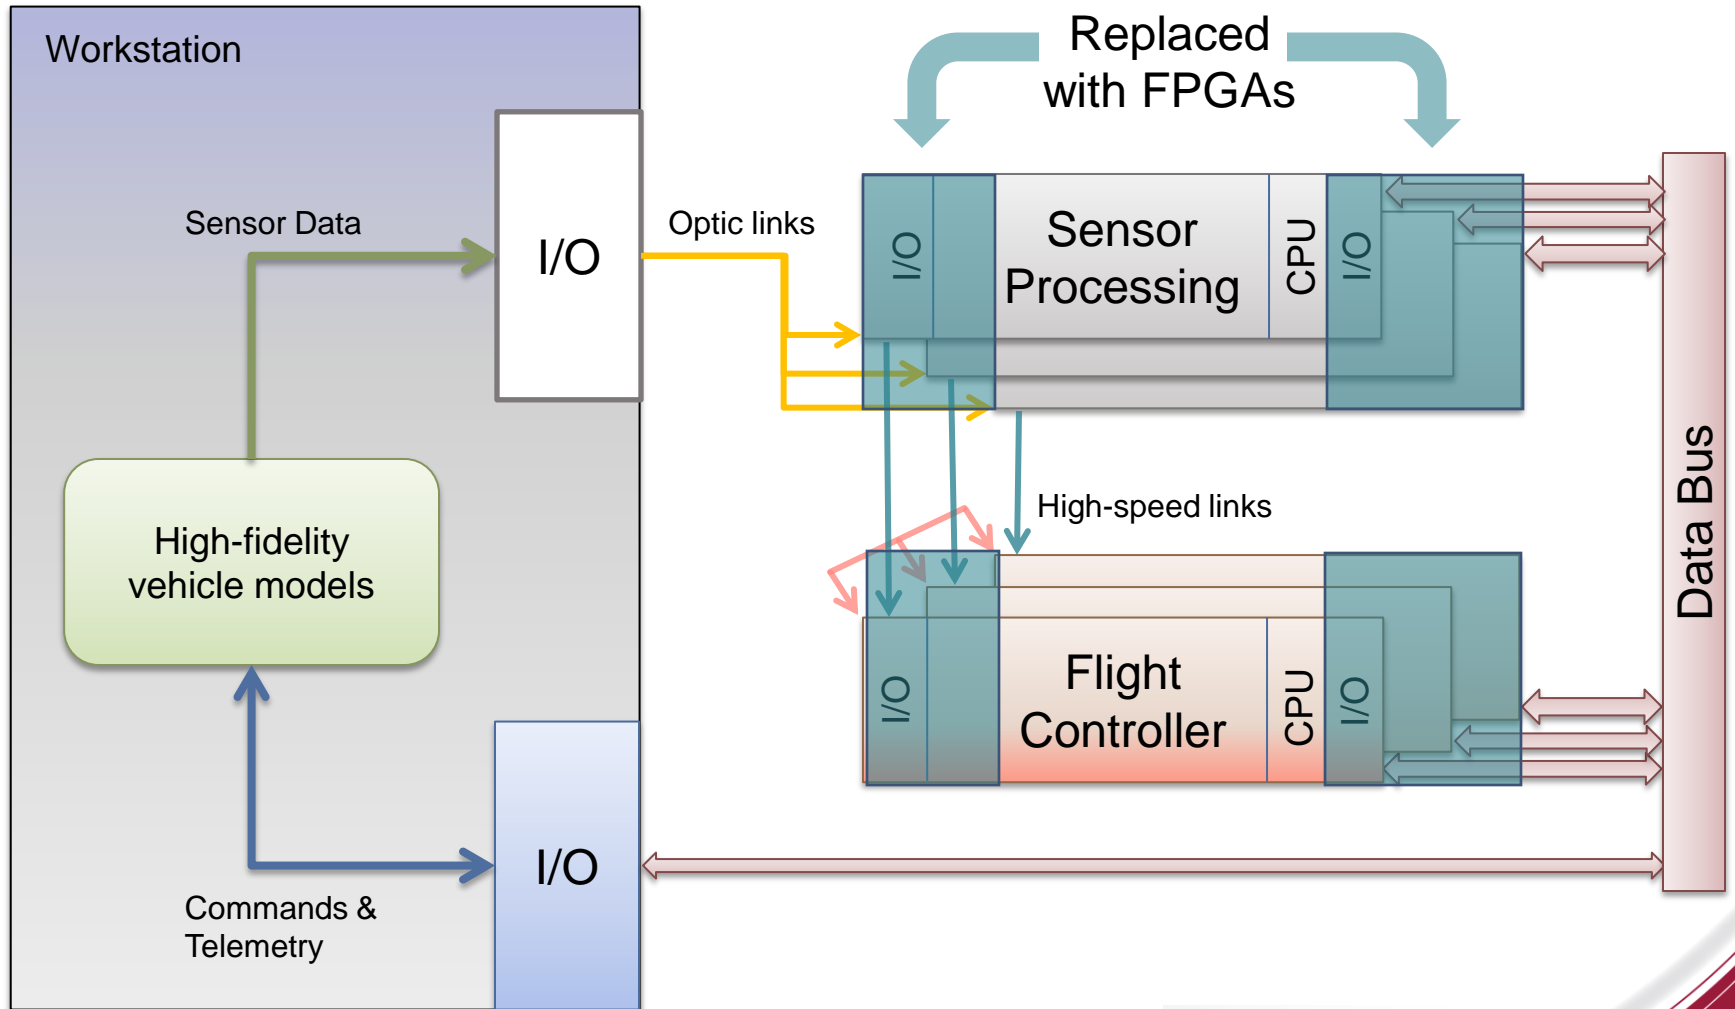 Workstation
Replaced
with FPGAs
Sensor Data
I/O
Optic links
I/O
Sensor
Processing
CPU
I/O
High-fidelity
vehicle models
High-speed links
I/O
Flight
Controller
CPU
I/O
Data Bus
I/O
Commands &
Telemetry